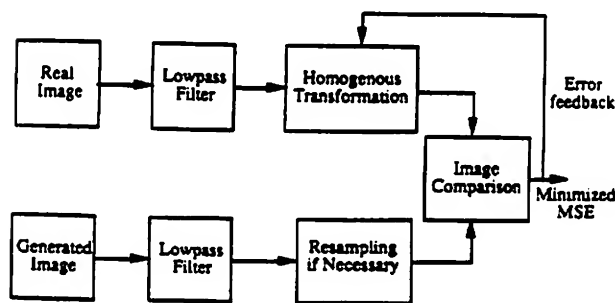 Real
Image
Lowpass
Filter
Homogenous
Transformation
Error
feedback
Image
Comparison
Minimized
MSE
Generated
Image
Lowpass
Filter
Resampling
if Necessary